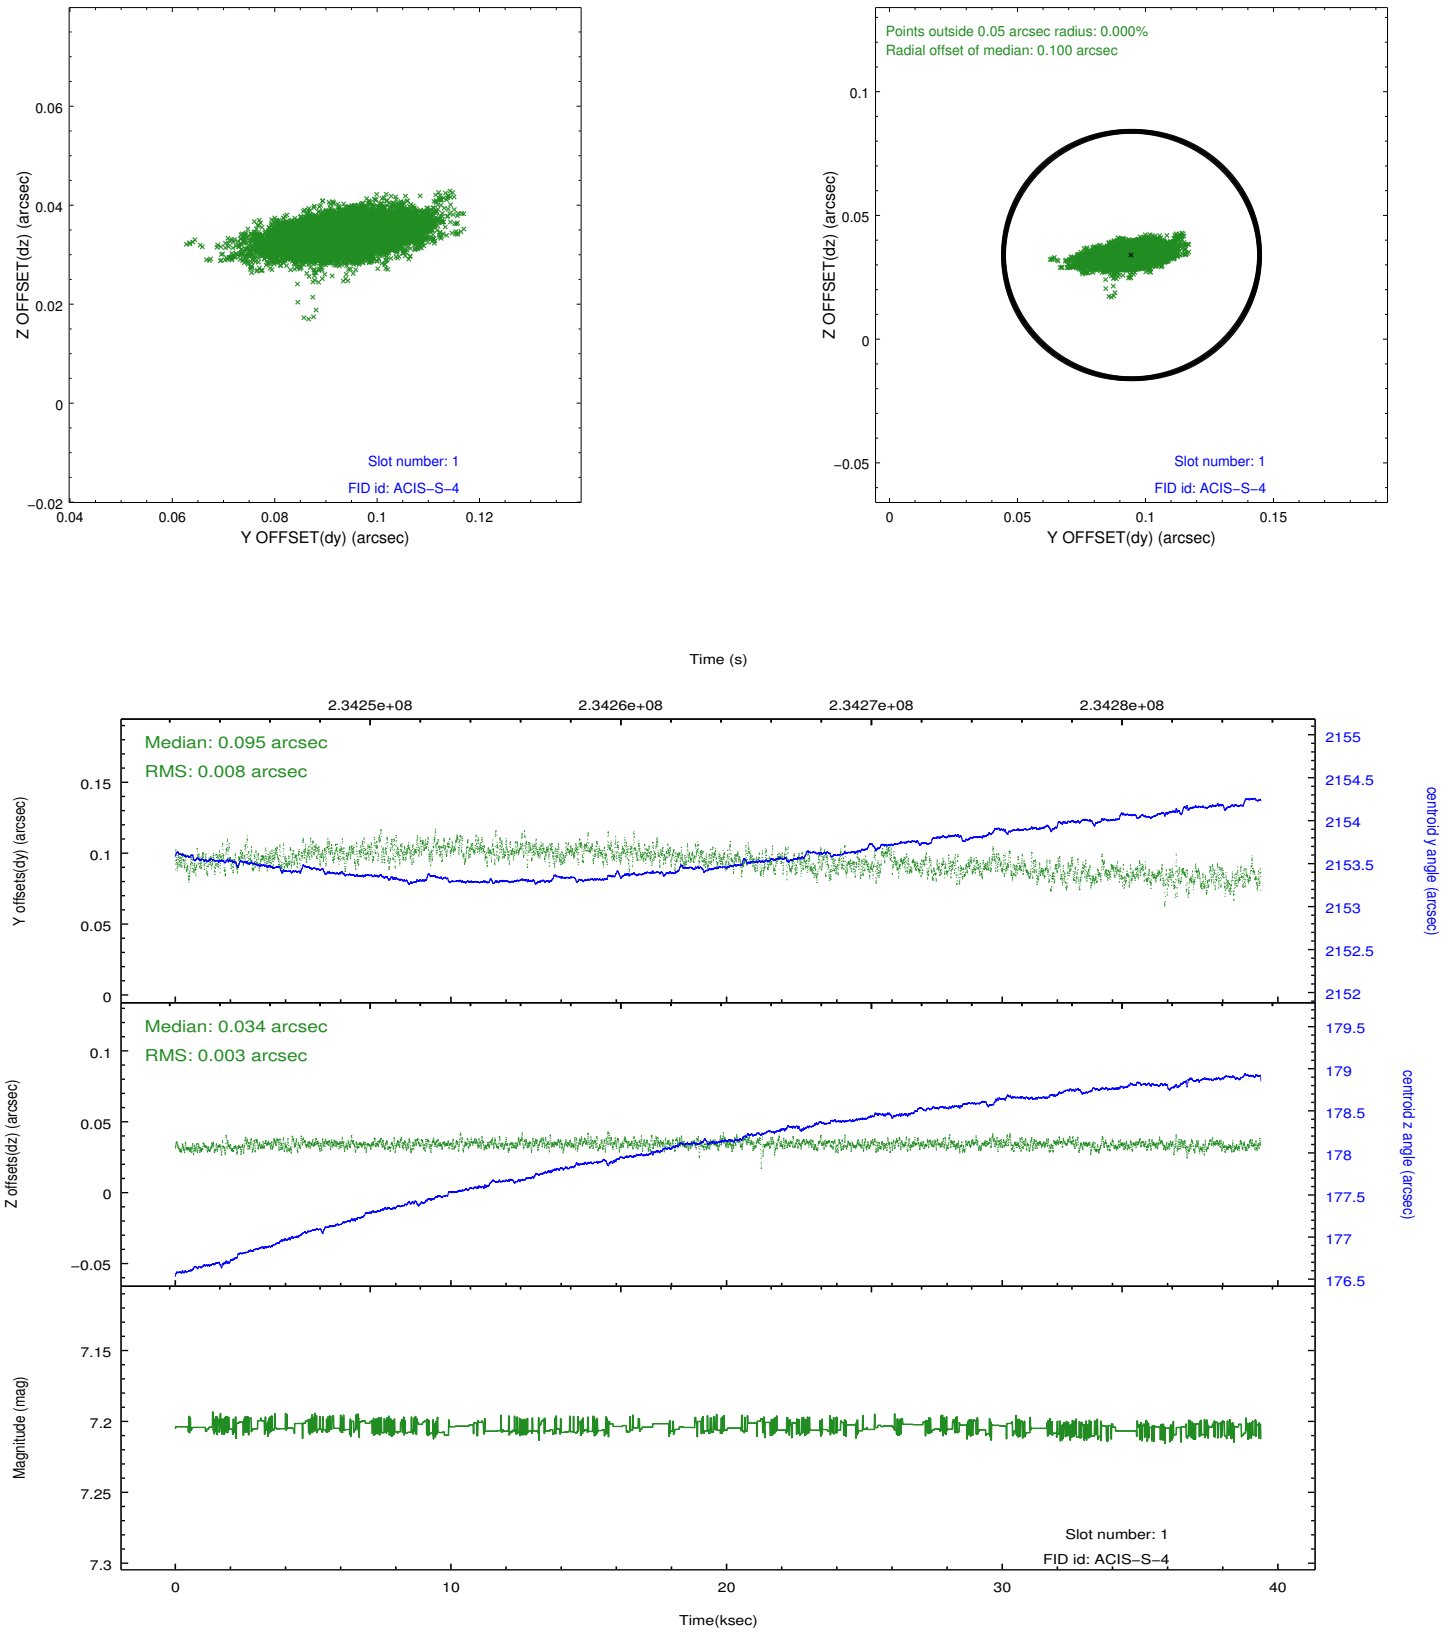 0.06
0.04
0.02
0
−0.02
0.04
0.06
0.08
0.1
0.12
Z OFFSET(dz) (arcsec)
Y OFFSET(dy) (arcsec)
Slot number: 1
FID id: ACIS−S−4
Points outside 0.05 arcsec radius: 0.000%
Radial offset of median: 0.100 arcsec
0.1
0.05
0
−0.05
0
0.05
0.1
0.15
Z OFFSET(dz) (arcsec)
Y OFFSET(dy) (arcsec)
Slot number: 1
FID id: ACIS−S−4
Time (s)
2.3425e+08
2.3426e+08
2.3427e+08
2.3428e+08
Median: 0.095 arcsec
RMS: 0.008 arcsec
0.15
0.1
0.05
0
Y offsets(dy) (arcsec)
2155
2154.5
2154
2153.5
2153
2152.5
2152
centroid y angle (arcsec)
Median: 0.034 arcsec
RMS: 0.003 arcsec
0.1
0.05
0
−0.05
Z offsets(dz) (arcsec)
179.5
179
178.5
178
177.5
177
176.5
centroid z angle (arcsec)
7.15
7.2
7.25
7.3
Magnitude (mag)
Slot number: 1
FID id: ACIS−S−4
0
10
20
30
40
Time(ksec)